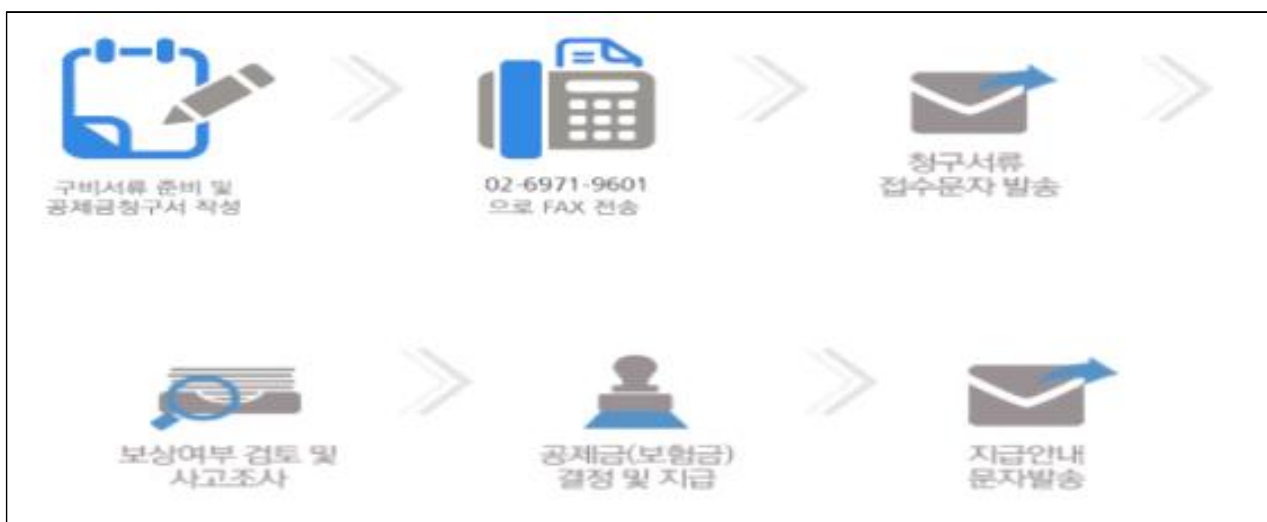 구비서류 준비 및
공제금청구서 작성
02-6971-9601
으로 FAX 전송
청구서류
접수문자 발송
보상여부 검토 및
사고조사
공제금(보험금)
결정 및 지급
지급안내
문자발송